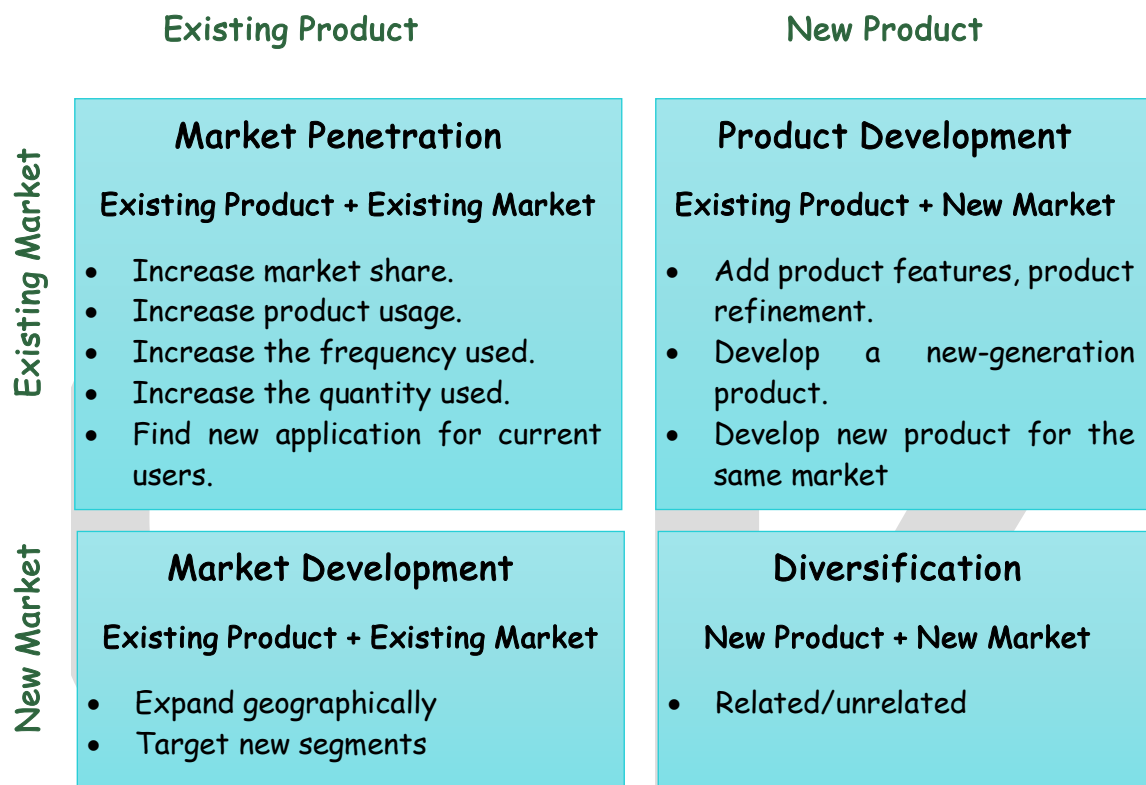 Existing Product
New Product
Existing Market
Market Penetration
Existing Product + Existing Market
• Increase market share.
• Increase product usage.
• Increase the frequency used.
• Increase the quantity used.
• Find new application for current
users.
Product Development
Existing Product + New Market
• Add product features, product
refinement.
• Develop a new-generation
product.
• Develop new product for the
same market
New Market
Market Development
Existing Product + Existing Market
• Expand geographically
• Target new segments
Diversification
New Product + New Market
• Related/unrelated